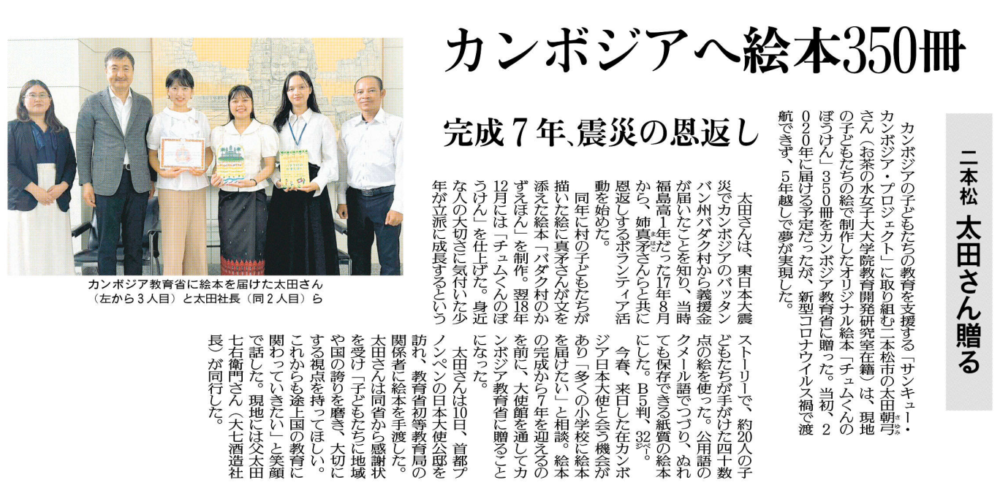 カンボジアへ絵本350冊
完成7年、震災の恩返し
二本松 太田さん贈る
カンボジアの子どもたちの教育を支援する「サンキュー・
カンボジア・プロジェクト」に取り組む二本松市の太田朝弓
さゆみ
さん（お茶の水女子大大学院教育開発研究室在籍）は、現地
の子どもたちの絵で制作したオリジナル絵本「チュムくんの
ぼうけん」350冊をカンボジア教育省に贈った。当初、2
020年に届ける予定だったが、新型コロナウイルス禍で渡
航できず、5年越しで夢が実現した。
太田さんは、東日本大震
災でカンボジアのバッタン
バン州バダク村から義援金
が届いたことを知り、当時
福島高1年だった17年8月
から、姉真矛さんらと共に
まほこ
恩返しするボランティア活
動を始めた。
同年に村の子どもたちが
描いた絵に真矛さんが文を
添えた絵本「バダク村のか
ずえほん」を制作。翌18年
12月には「チュムくんのぼ
うけん」を仕上げた。身近
な人の大切さに気付いた少
年が立派に成長するという
ストーリーで、約20人の子
どもたちが手がけた四十数
点の絵を使った。公用語の
クメール語でつづり、ぬれ
ても保存できる紙質の絵本
にした。B5判、32㌻。
今春、来日した在カンボ
ジア日本大使と会う機会が
あり「多くの小学校に絵本
を届けたい」と相談。絵本
の完成から7年を迎えるの
を前に、大使館を通してカ
ンボジア教育省に贈ること
になった。
太田さんは10日、首都プ
ノンペンの日本大使公邸を
訪れ、教育省初等教育局の
関係者に絵本を手渡した。
太田さんは同省から感謝状
を受け「子どもたちに地域
や国の誇りを磨き、大切に
する視点を持ってほしい。
これからも途上国の教育に
関わっていきたい」と笑顔
で話した。現地には父太田
七右衛門さん（大七酒造社
長）が同行した。
カンボジア教育省に絵本を届けた太田さん
（左から3人目）と太田社長（同2人目）ら